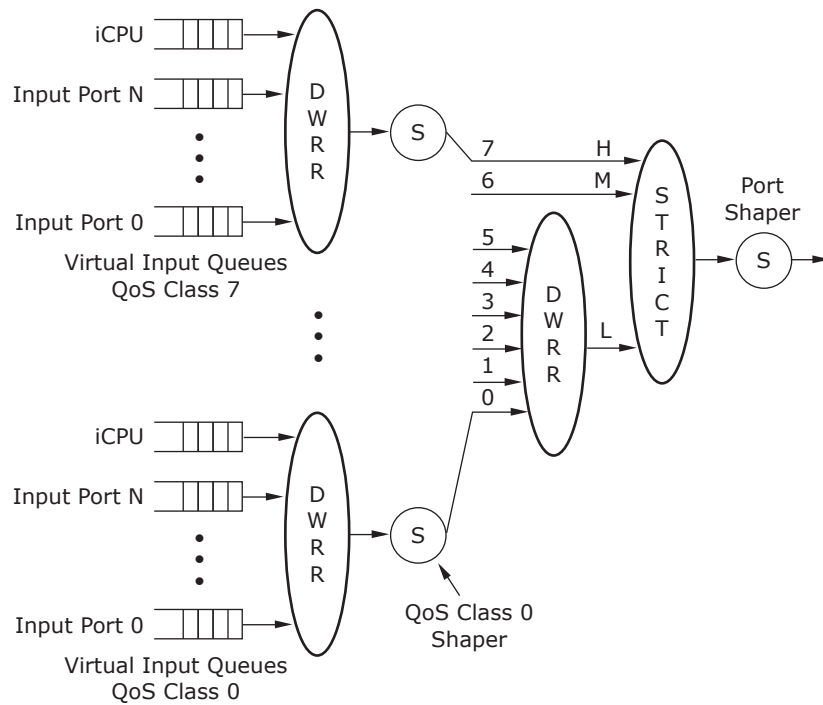 iCPU
Input Port N
Input Port 0
Virtual Input Queues
QoS Class 7
D
W
R
R
S
7
H
6
M
5
4
3
2
1
0
D
W
R
R
L
S
T
R
I
C
T
Port
Shaper
S
iCPU
Input Port N
Input Port 0
Virtual Input Queues
QoS Class 0
D
W
R
R
S
QoS Class 0
Shaper